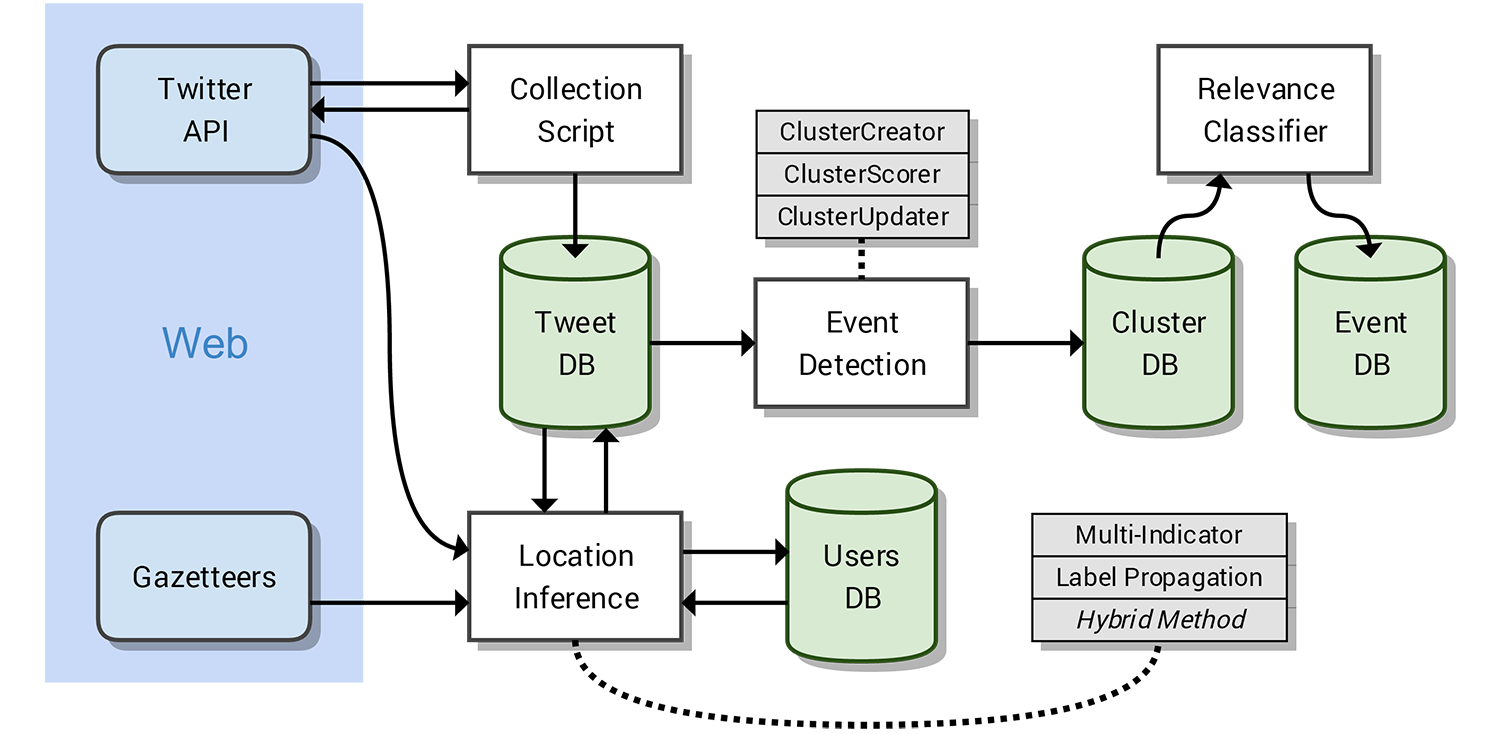 Twitter
API
Collection
Script
Relevance
Classifier
ClusterCreator
ClusterScorer
ClusterUpdater
Web
Tweet
DB
Event
Detection
Cluster
DB
Event
DB
Gazetteers
Location
Inference
Users
DB
Multi-Indicator
Label Propagation
Hybrid Method